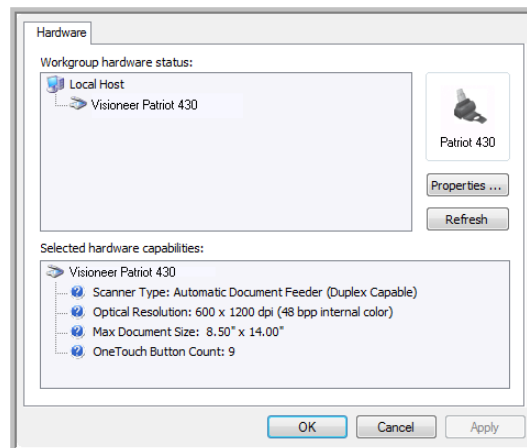 Hardware
Workgroup hardware status:
Local Host
Visioneer Patriot 430
Patriot 430
Properties ...
Refresh
Selected hardware capabilities:
Visioneer Patriot 430
Scanner Type: Automatic Document Feeder (Duplex Capable)
Optical Resolution: 600 x 1200 dpi (48 bpp internal color)
Max Document Size: 8.50" x 14.00"
OneTouch Button Count: 9
OK Cancel Apply